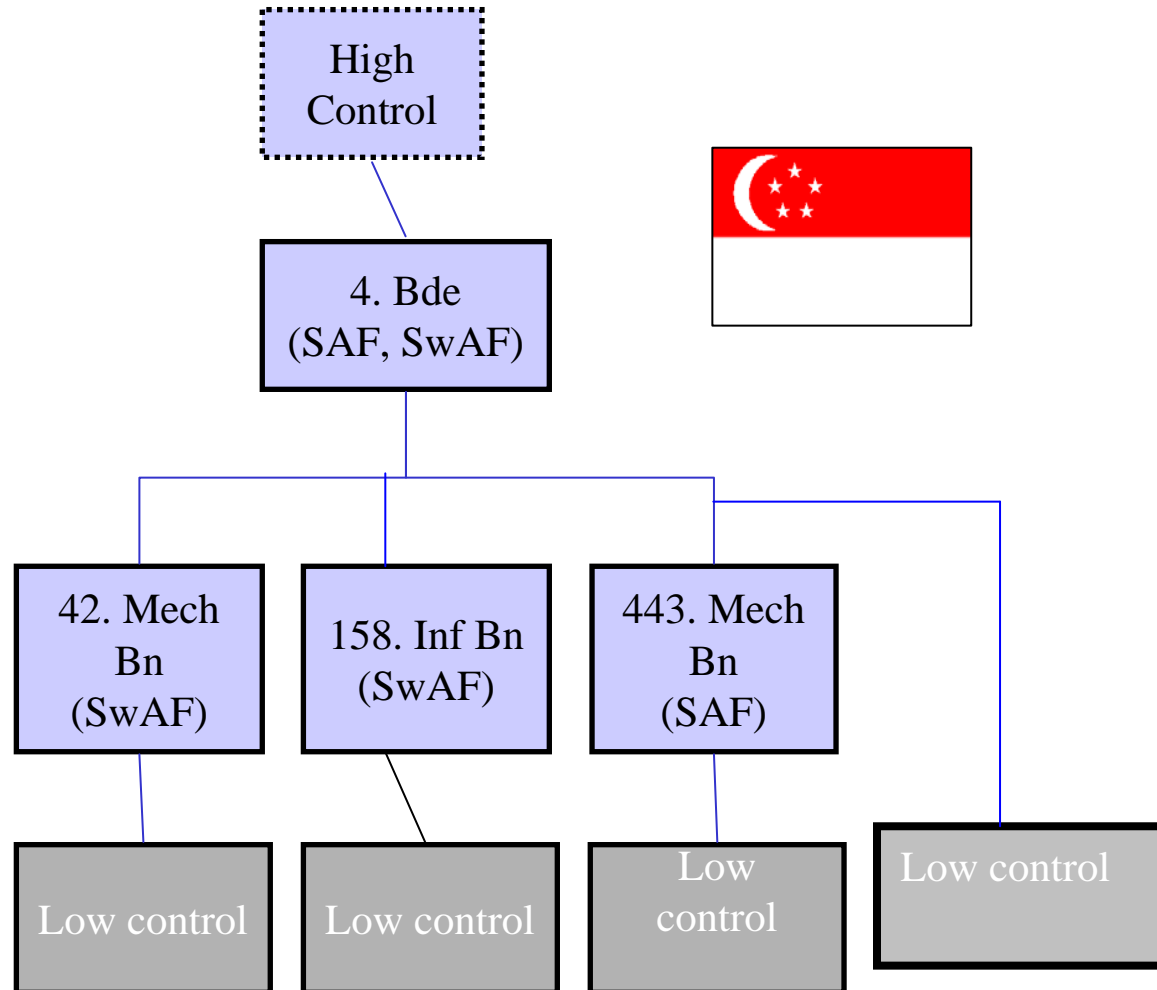 High
Control
4. Bde
(SAF, SwAF)
42. Mech
Bn
(SwAF)
158. Inf Bn
(SwAF)
443. Mech
Bn
(SAF)
Low control
Low control
Low
control
Low control